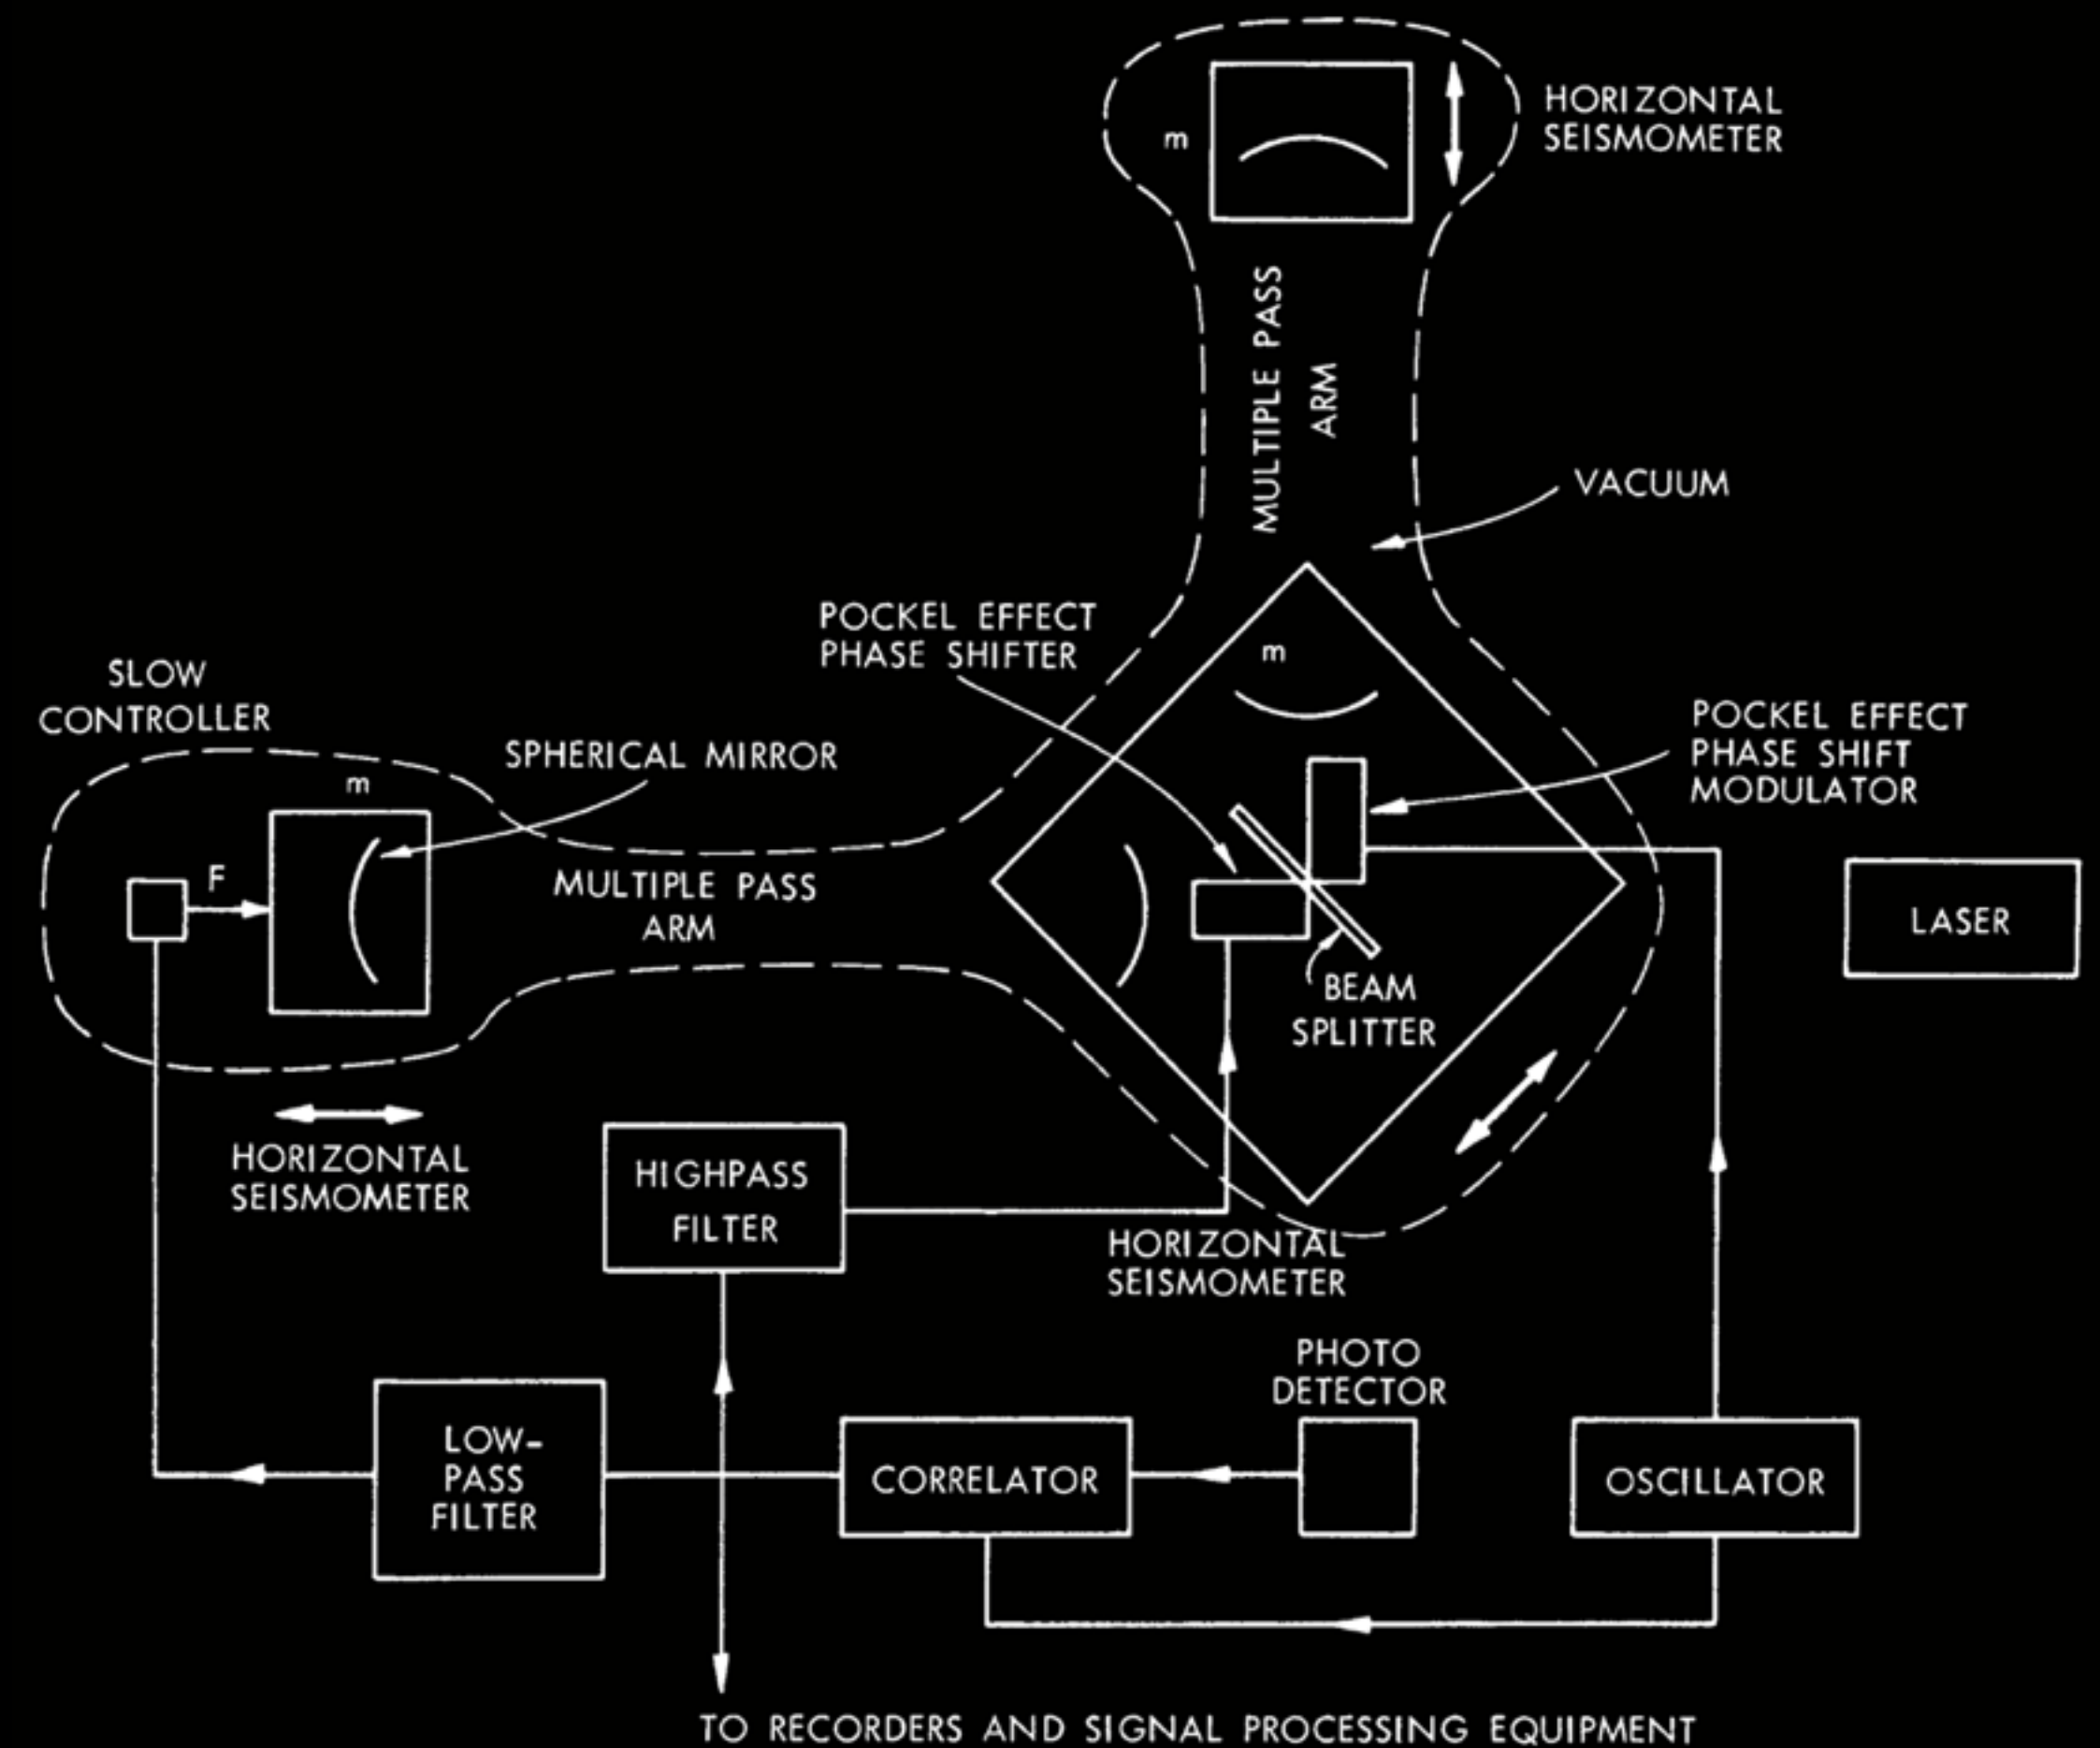 HORIZONTAL
SEISMOMETER
m
MULTIPLE PASS
ARM
VACUUM
POCKEL EFFECT
PHASE SHIFTER
m
SLOW
CONTROLLER
POCKEL EFFECT
PHASE SHIFT
MODULATOR
SPHERICAL MIRROR
m
F
MULTIPLE PASS
ARM
LASER
BEAM
SPLITTER
HORIZONTAL
SEISMOMETER
HIGHPASS
FILTER
HORIZONTAL
SEISMOMETER
PHOTO
DETECTOR
LOW-
PASS
FILTER
CORRELATOR
OSCILLATOR
TO RECORDERS AND SIGNAL PROCESSING EQUIPMENT